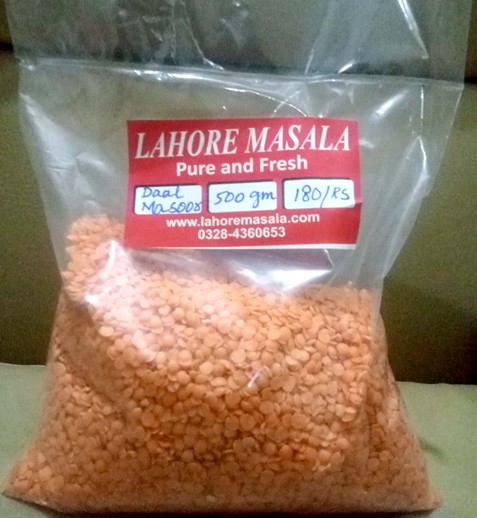 LAHORE MASALA
Pure and Fresh
Daal Masoor 500 gm 180/Rs
www.lahoremasala.com
0328-4360653